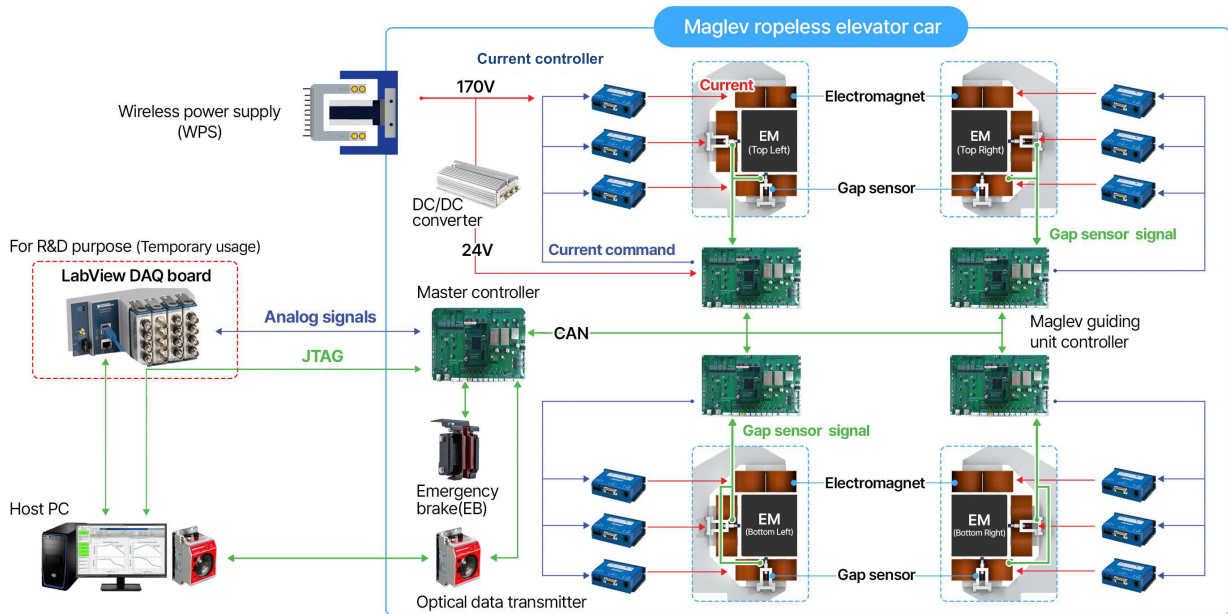 Maglev ropeless elevator car
Current controller
170V
Current
Electromagnet
Wireless power supply
(WPS)
EM
(Top Left)
EM
(Top Right)
Gap sensor
DC/DC
converter
24V
Current command
Gap sensor signal
For R&D purpose (Temporary usage)
LabView DAQ board
Master controller
Analog signals
CAN
JTAG
Maglev guiding
unit controller
Gap sensor signal
Emergency
brake(EB)
Electromagnet
Host PC
EM
(Bottom Left)
EM
(Bottom Right)
Gap sensor
Optical data transmitter